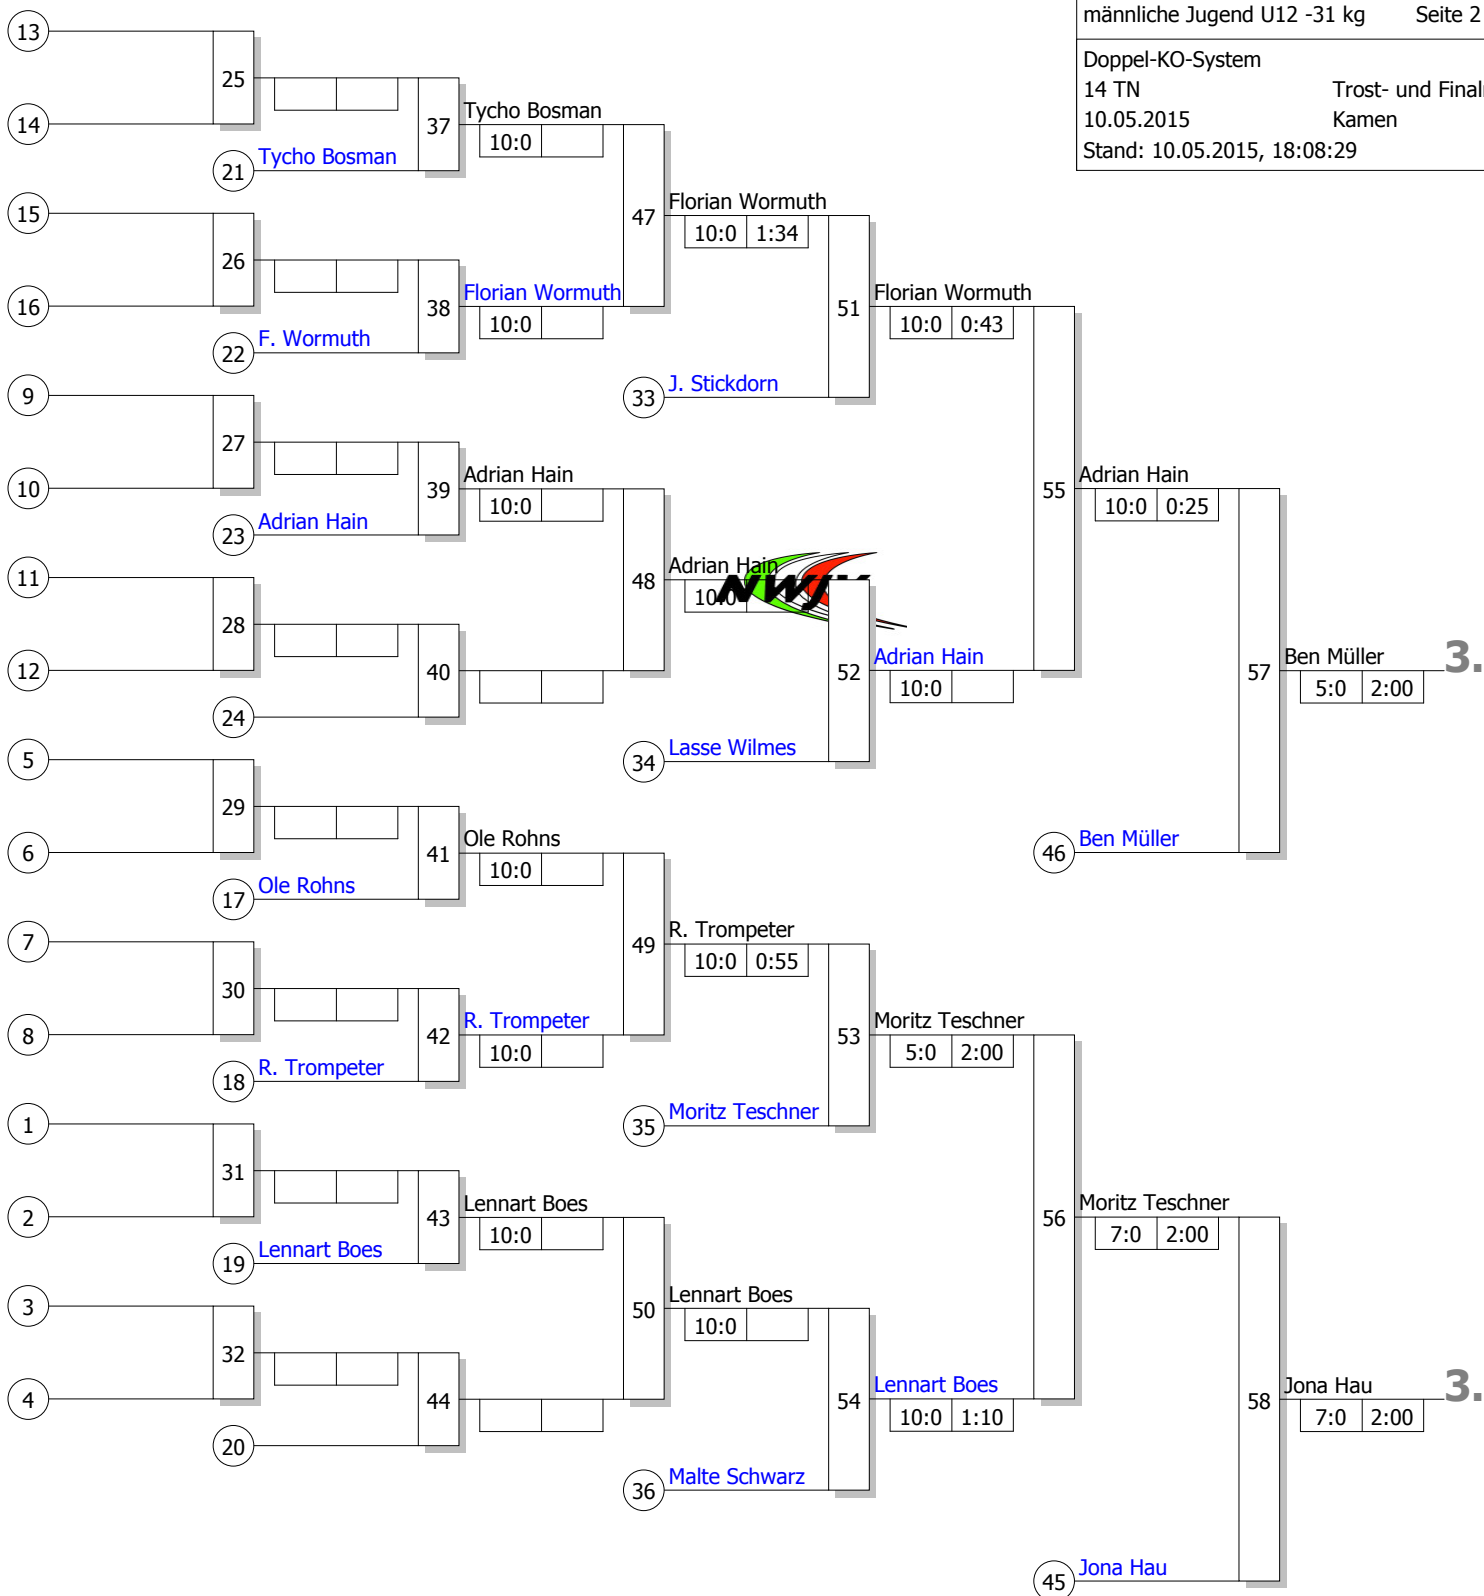 männliche Jugend U12 -31 kg Seite 2
Doppel-KO-System
14 TN Trost- und Final
10.05.2015 Kamen
Stand: 10.05.2015, 18:08:29
13
25
14
37
Tycho Bosman
10:0
21 Tycho Bosman
15
47
Florian Wormuth
10:0 1:34
26
16
38
Florian Wormuth
10:0
22 F. Wormuth
51
Florian Wormuth
10:0 0:43
33 J. Stickdorn
9
27
10
39
Adrian Hain
10:0
23 Adrian Hain
55
Adrian Hain
10:0 0:25
11
48
Adrian Hain
10:0
NWJV
28
12
40
24
52
Adrian Hain
10:0
34 Lasse Wilmes
57
Ben Müller
5:0 2:00
3.
46 Ben Müller
5
29
6
41
Ole Rohns
10:0
17 Ole Rohns
7
49
R. Trompeter
10:0 0:55
30
8
42
R. Trompeter
10:0
18 R. Trompeter
53
Moritz Teschner
5:0 2:00
35 Moritz Teschner
1
31
2
43
Lennart Boes
10:0
19 Lennart Boes
56
Moritz Teschner
7:0 2:00
3
50
Lennart Boes
10:0
32
4
44
20
54
Lennart Boes
10:0 1:10
36 Malte Schwarz
58
Jona Hau
7:0 2:00
3.
45 Jona Hau